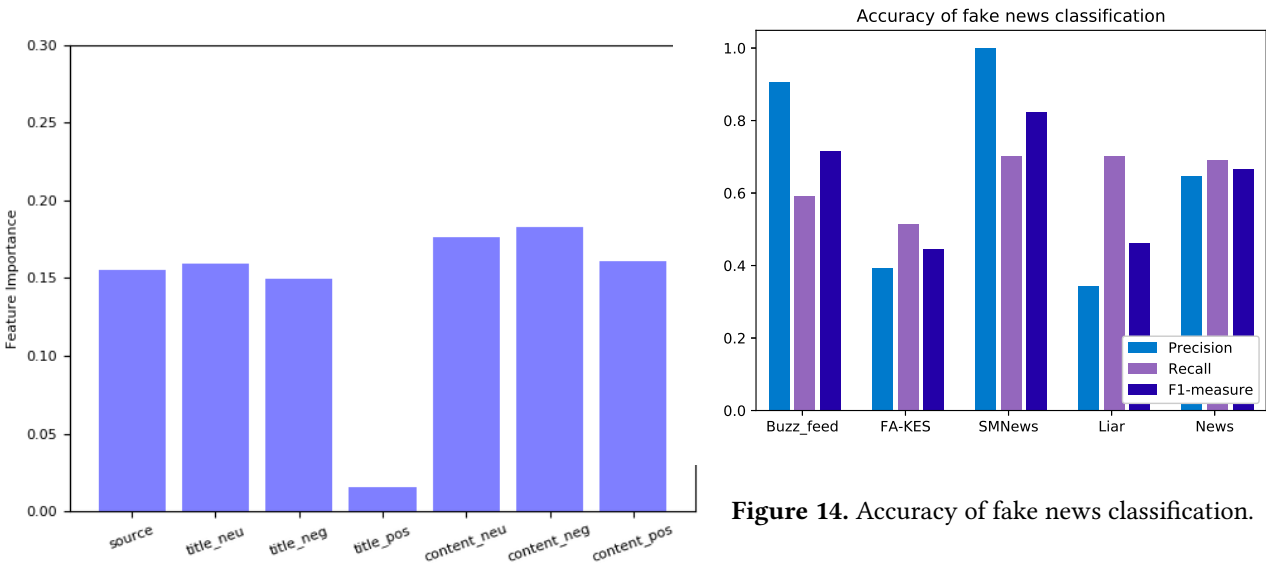 0.30
0.25
0.20
0.15
0.10
0.05
0.00
Feature Importance
source title_neu title_neg title_pos content_neu content_neg content_pos
Accuracy of fake news classification
1.0
0.8
0.6
0.4
0.2
0.0
Precision
Recall
F1-measure
Buzz_feed FA-KES SMNews Liar News
Figure 14. Accuracy of fake news classification.